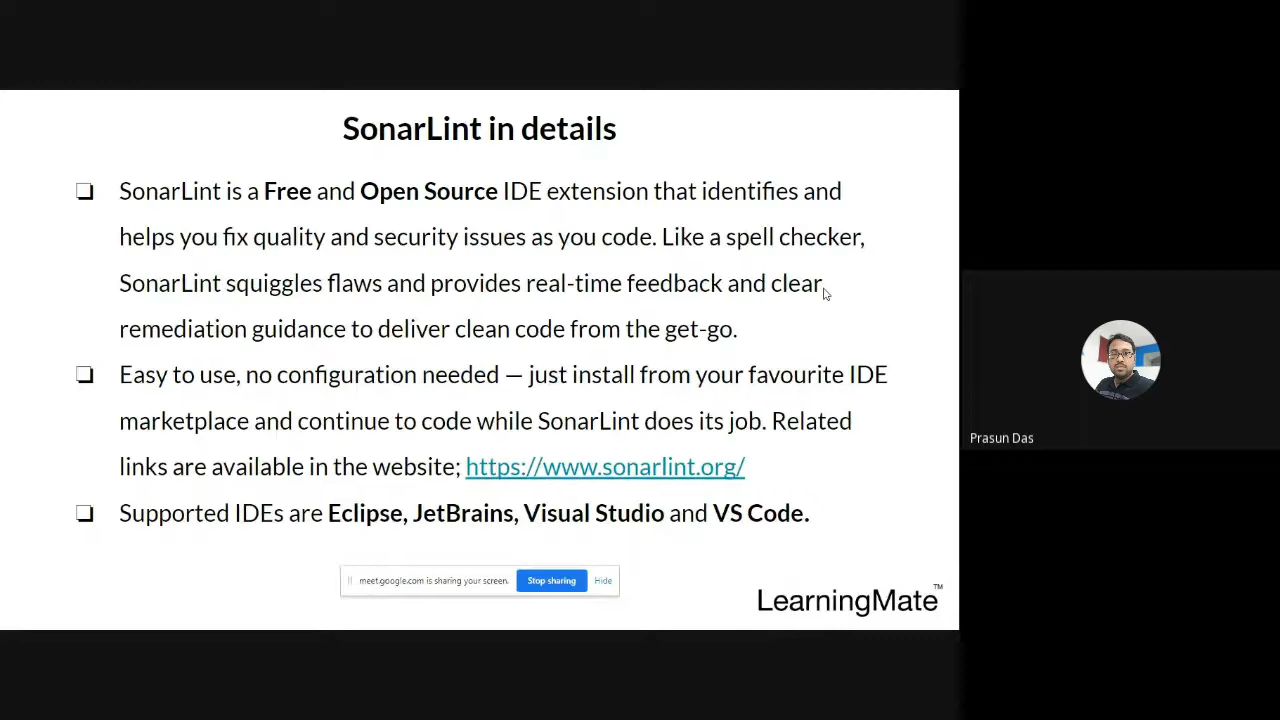 SonarLint in details
❏ SonarLint is a Free and Open Source IDE extension that identifies and
helps you fix quality and security issues as you code. Like a spell checker,
SonarLint squiggles flaws and provides real-time feedback and clear
remediation guidance to deliver clean code from the get-go.
❏ Easy to use, no configuration needed — just install from your favourite IDE
marketplace and continue to code while SonarLint does its job. Related
links are available in the website; https://www.sonarlint.org/
❏ Supported IDEs are Eclipse, JetBrains, Visual Studio and VS Code.
meet.google.com is sharing your screen. Stop sharing Hide
LearningMate™
Prasun Das